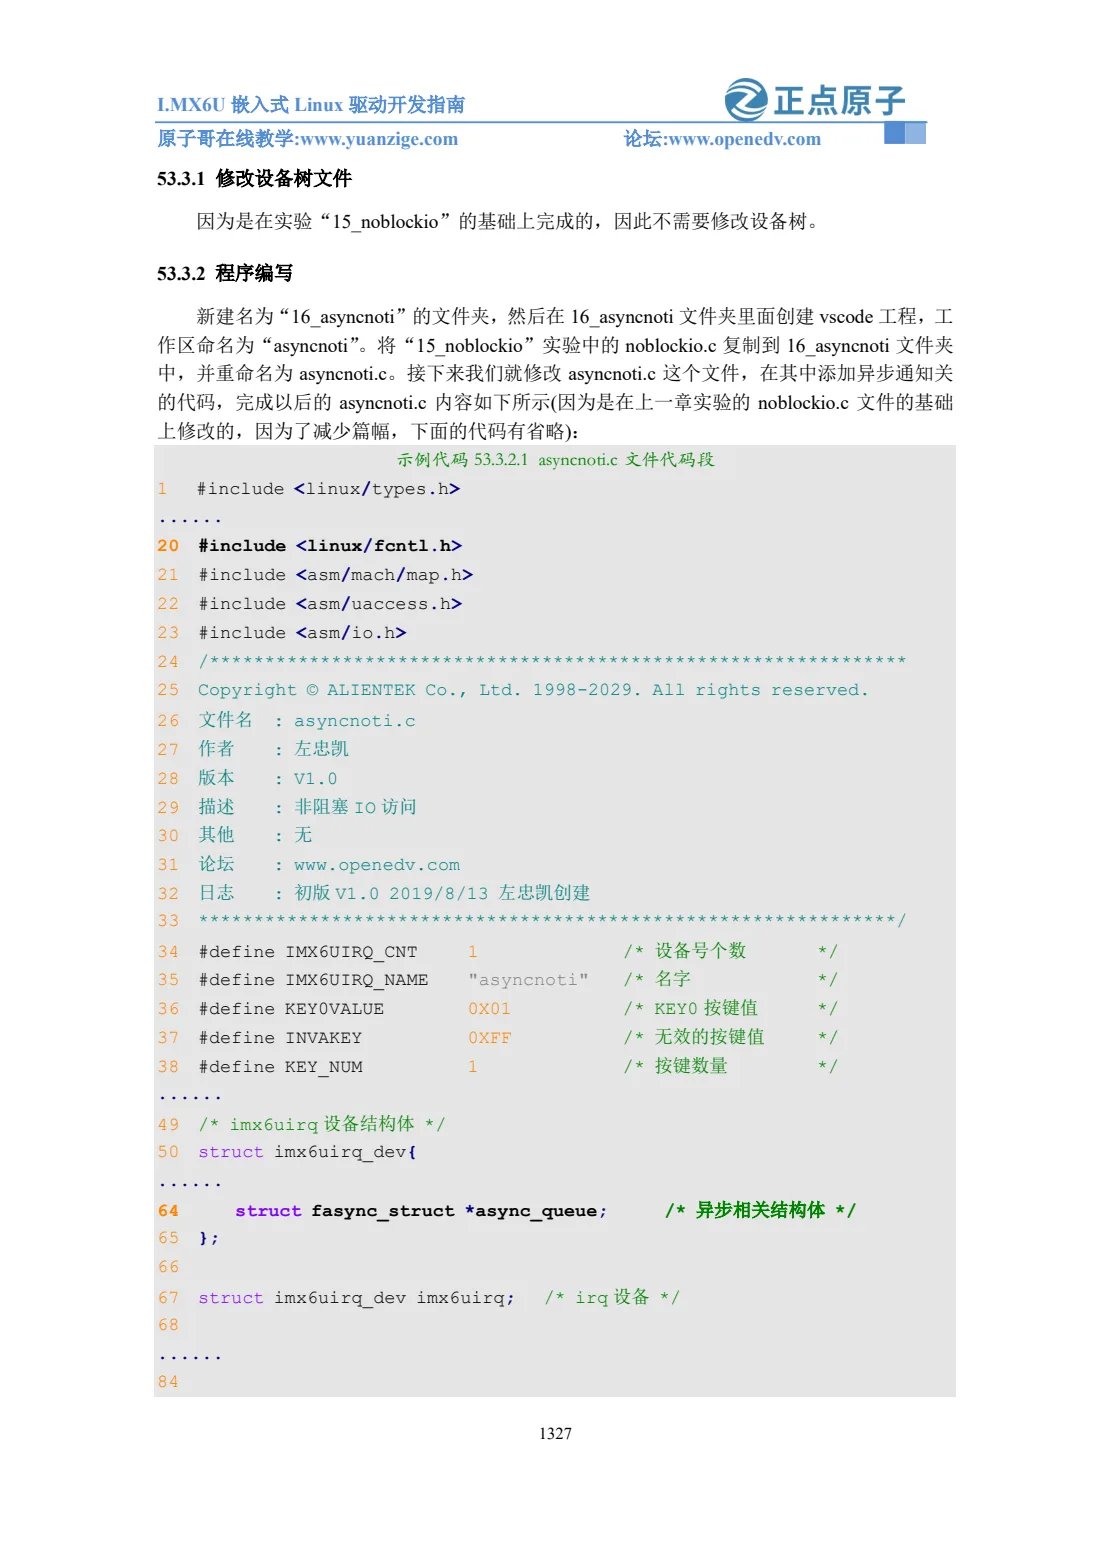 I.MX6U 嵌入式 Linux 驱动开发指南
正点原子
原子哥在线教学:www.yuanzige.com 论坛:www.openedv.com
53.3.1 修改设备树文件
因为是在实验“15_noblockio”的基础上完成的，因此不需要修改设备树。
53.3.2 程序编写
新建名为“16_asyncnoti”的文件夹，然后在 16_asyncnoti 文件夹里面创建 vscode 工程，工
作区命名为“asyncnoti”。将“15_noblockio”实验中的 noblockio.c 复制到 16_asyncnoti 文件夹
中，并重命名为 asyncnoti.c。接下来我们就修改 asyncnoti.c 这个文件，在其中添加异步通知关
的代码，完成以后的 asyncnoti.c 内容如下所示(因为是在上一章实验的 noblockio.c 文件的基础
上修改的，因为了减少篇幅，下面的代码有省略)：
示例代码 53.3.2.1 asyncnoti.c 文件代码段
1 #include <linux/types.h>
......
20 #include <linux/fcntl.h>
21 #include <asm/mach/map.h>
22 #include <asm/uaccess.h>
23 #include <asm/io.h>
24 /***************************************************************
25 Copyright © ALIENTEK Co., Ltd. 1998-2029. All rights reserved.
26 文件名 : asyncnoti.c
27 作者 : 左忠凯
28 版本 : V1.0
29 描述 : 非阻塞 IO 访问
30 其他 : 无
31 论坛 : www.openedv.com
32 日志 : 初版 V1.0 2019/8/13 左忠凯创建
33 ***************************************************************/
34 #define IMX6UIRQ_CNT 1 /* 设备号个数 */
35 #define IMX6UIRQ_NAME "asyncnoti" /* 名字 */
36 #define KEY0VALUE 0X01 /* KEY0 按键值 */
37 #define INVAKEY 0XFF /* 无效的按键值 */
38 #define KEY_NUM 1 /* 按键数量 */
......
49 /* imx6uirq 设备结构体 */
50 struct imx6uirq_dev{
......
64 struct fasync_struct *async_queue; /* 异步相关结构体 */
65 };
66
67 struct imx6uirq_dev imx6uirq; /* irq 设备 */
68
......
84
1327